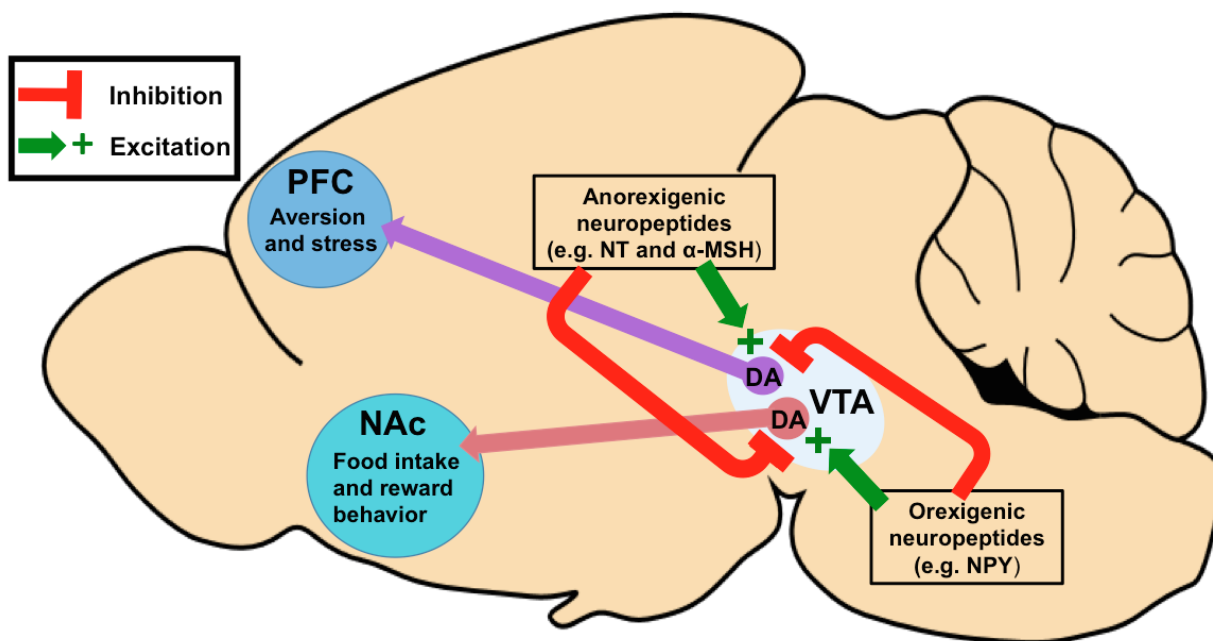 Inhibition
+ Excitation
PFC
Aversion
and stress
Anorexigenic
neuropeptides
(e.g. NT and α-MSH)
+
DA
VTA
DA
+
NAc
Food intake
and reward
behavior
Orexigenic
neuropeptides
(e.g. NPY)